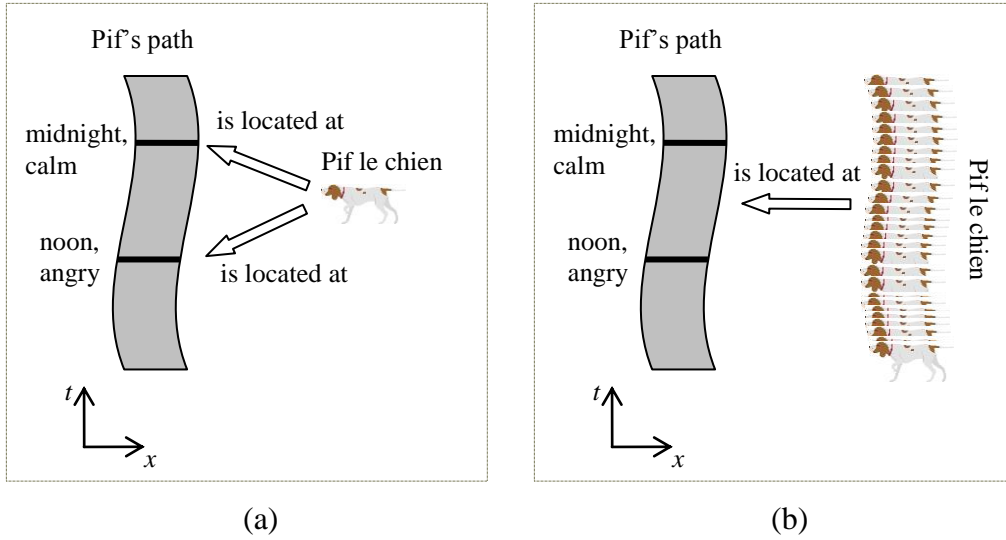 Pif’s path
midnight,
calm
is located at
Pif le chien
noon,
angry
is located at
t
x
(a)
Pif’s path
midnight,
calm
is located at
Pif le chien
noon,
angry
t
x
(b)